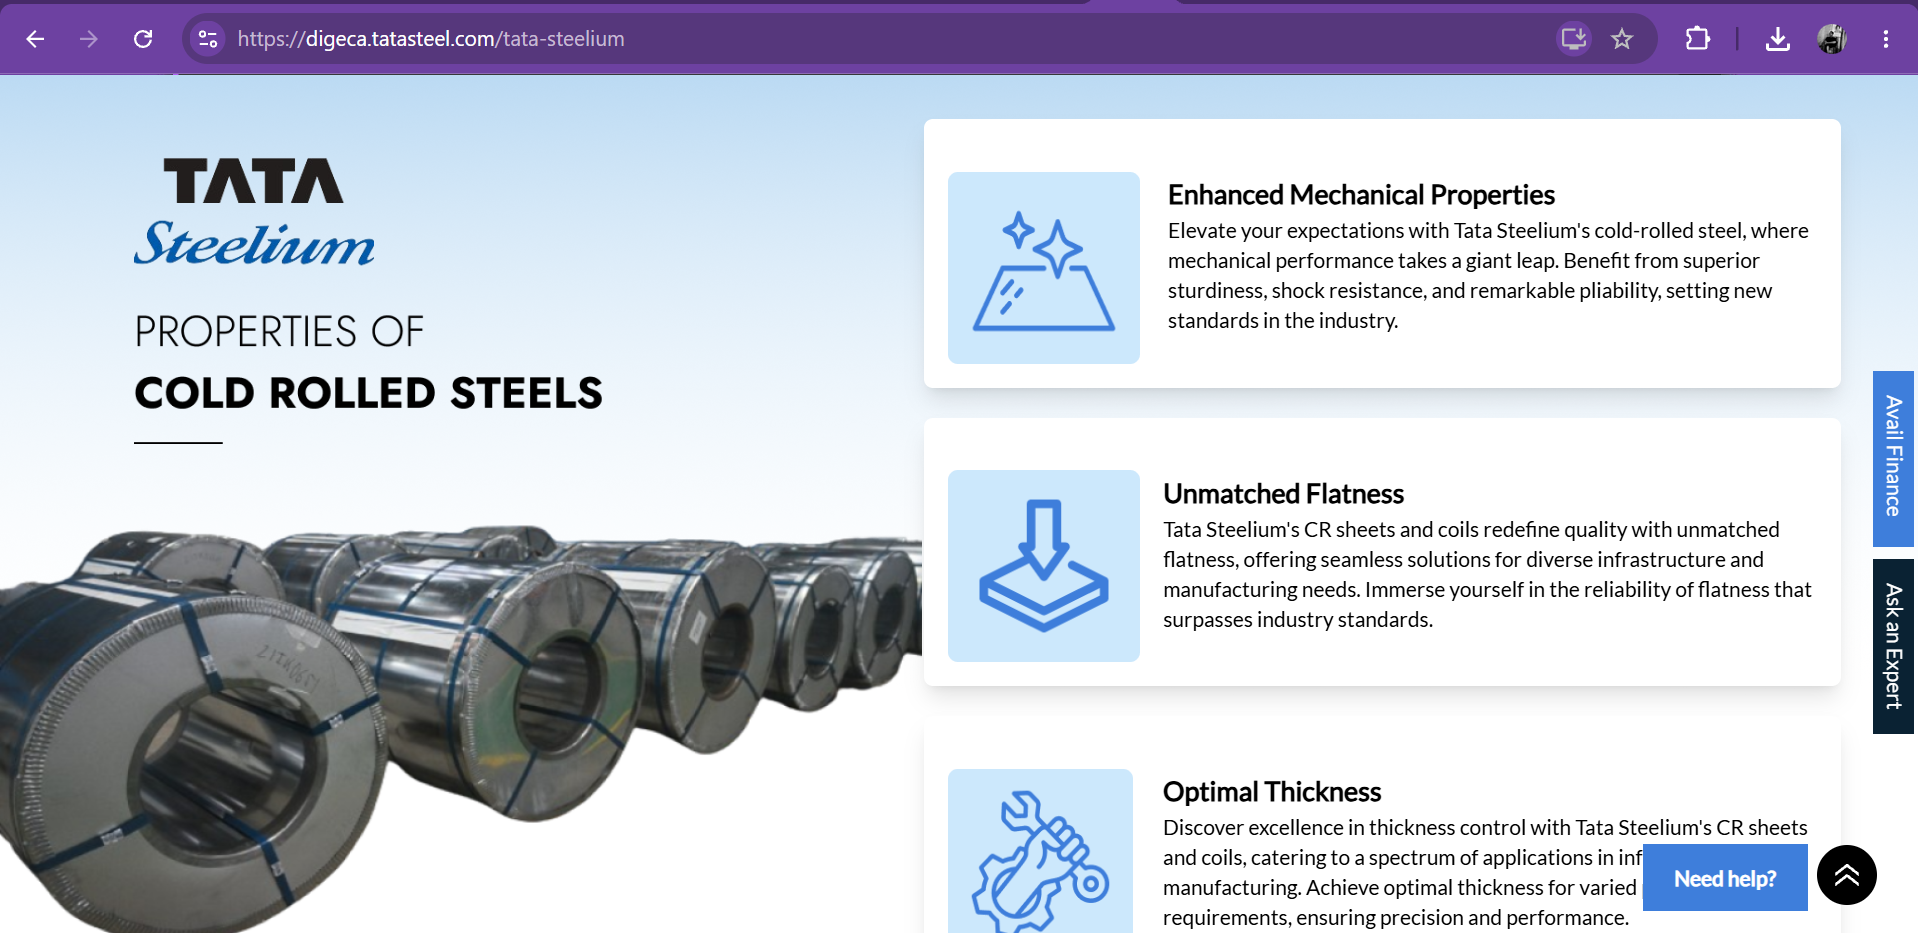 https://digeca.tatasteel.com/tata-steelium
TATA
Steelium
PROPERTIES OF
COLD ROLLED STEELS
Enhanced Mechanical Properties
Elevate your expectations with Tata Steelium's cold-rolled steel, where
mechanical performance takes a giant leap. Benefit from superior
sturdiness, shock resistance, and remarkable pliability, setting new
standards in the industry.
Unmatched Flatness
Tata Steelium's CR sheets and coils redefine quality with unmatched
flatness, offering seamless solutions for diverse infrastructure and
manufacturing needs. Immerse yourself in the reliability of flatness that
surpasses industry standards.
Optimal Thickness
Discover excellence in thickness control with Tata Steelium's CR sheets
and coils, catering to a spectrum of applications in
manufacturing. Achieve optimal thickness for varied
requirements, ensuring precision and performance.
Avail Finance
Ask an Expert
Need help?